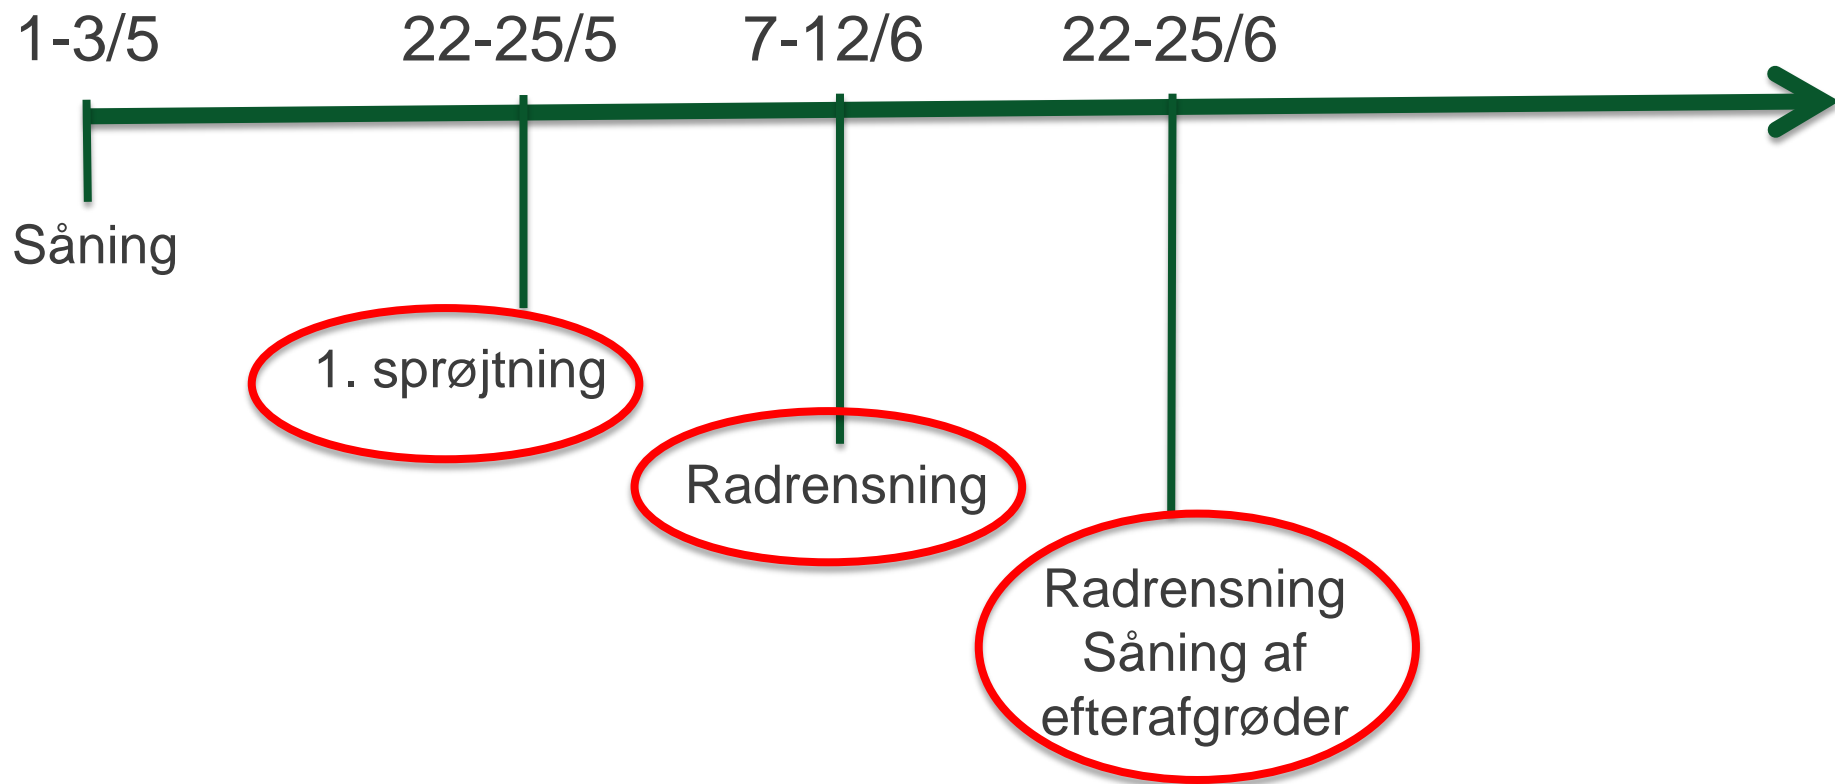 1-3/5
22-25/5
7-12/6
22-25/6
Såning
1. sprøjtning
Radrensning
Radrensning
Såning af
efterafgrøder